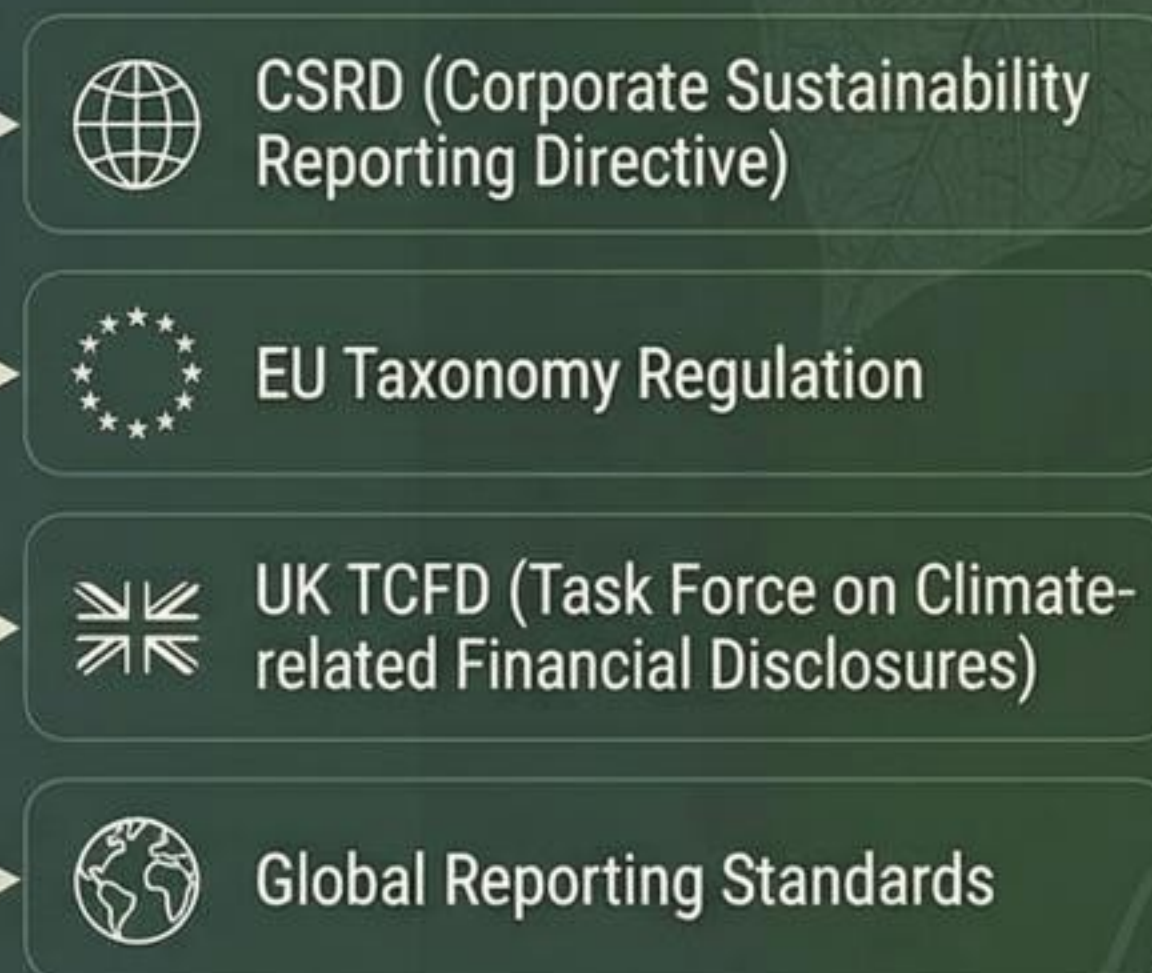 CSRD (Corporate Sustainability
Reporting Directive)
EU Taxonomy Regulation
UK TCFD (Task Force on Climate-
related Financial Disclosures)
Global Reporting Standards